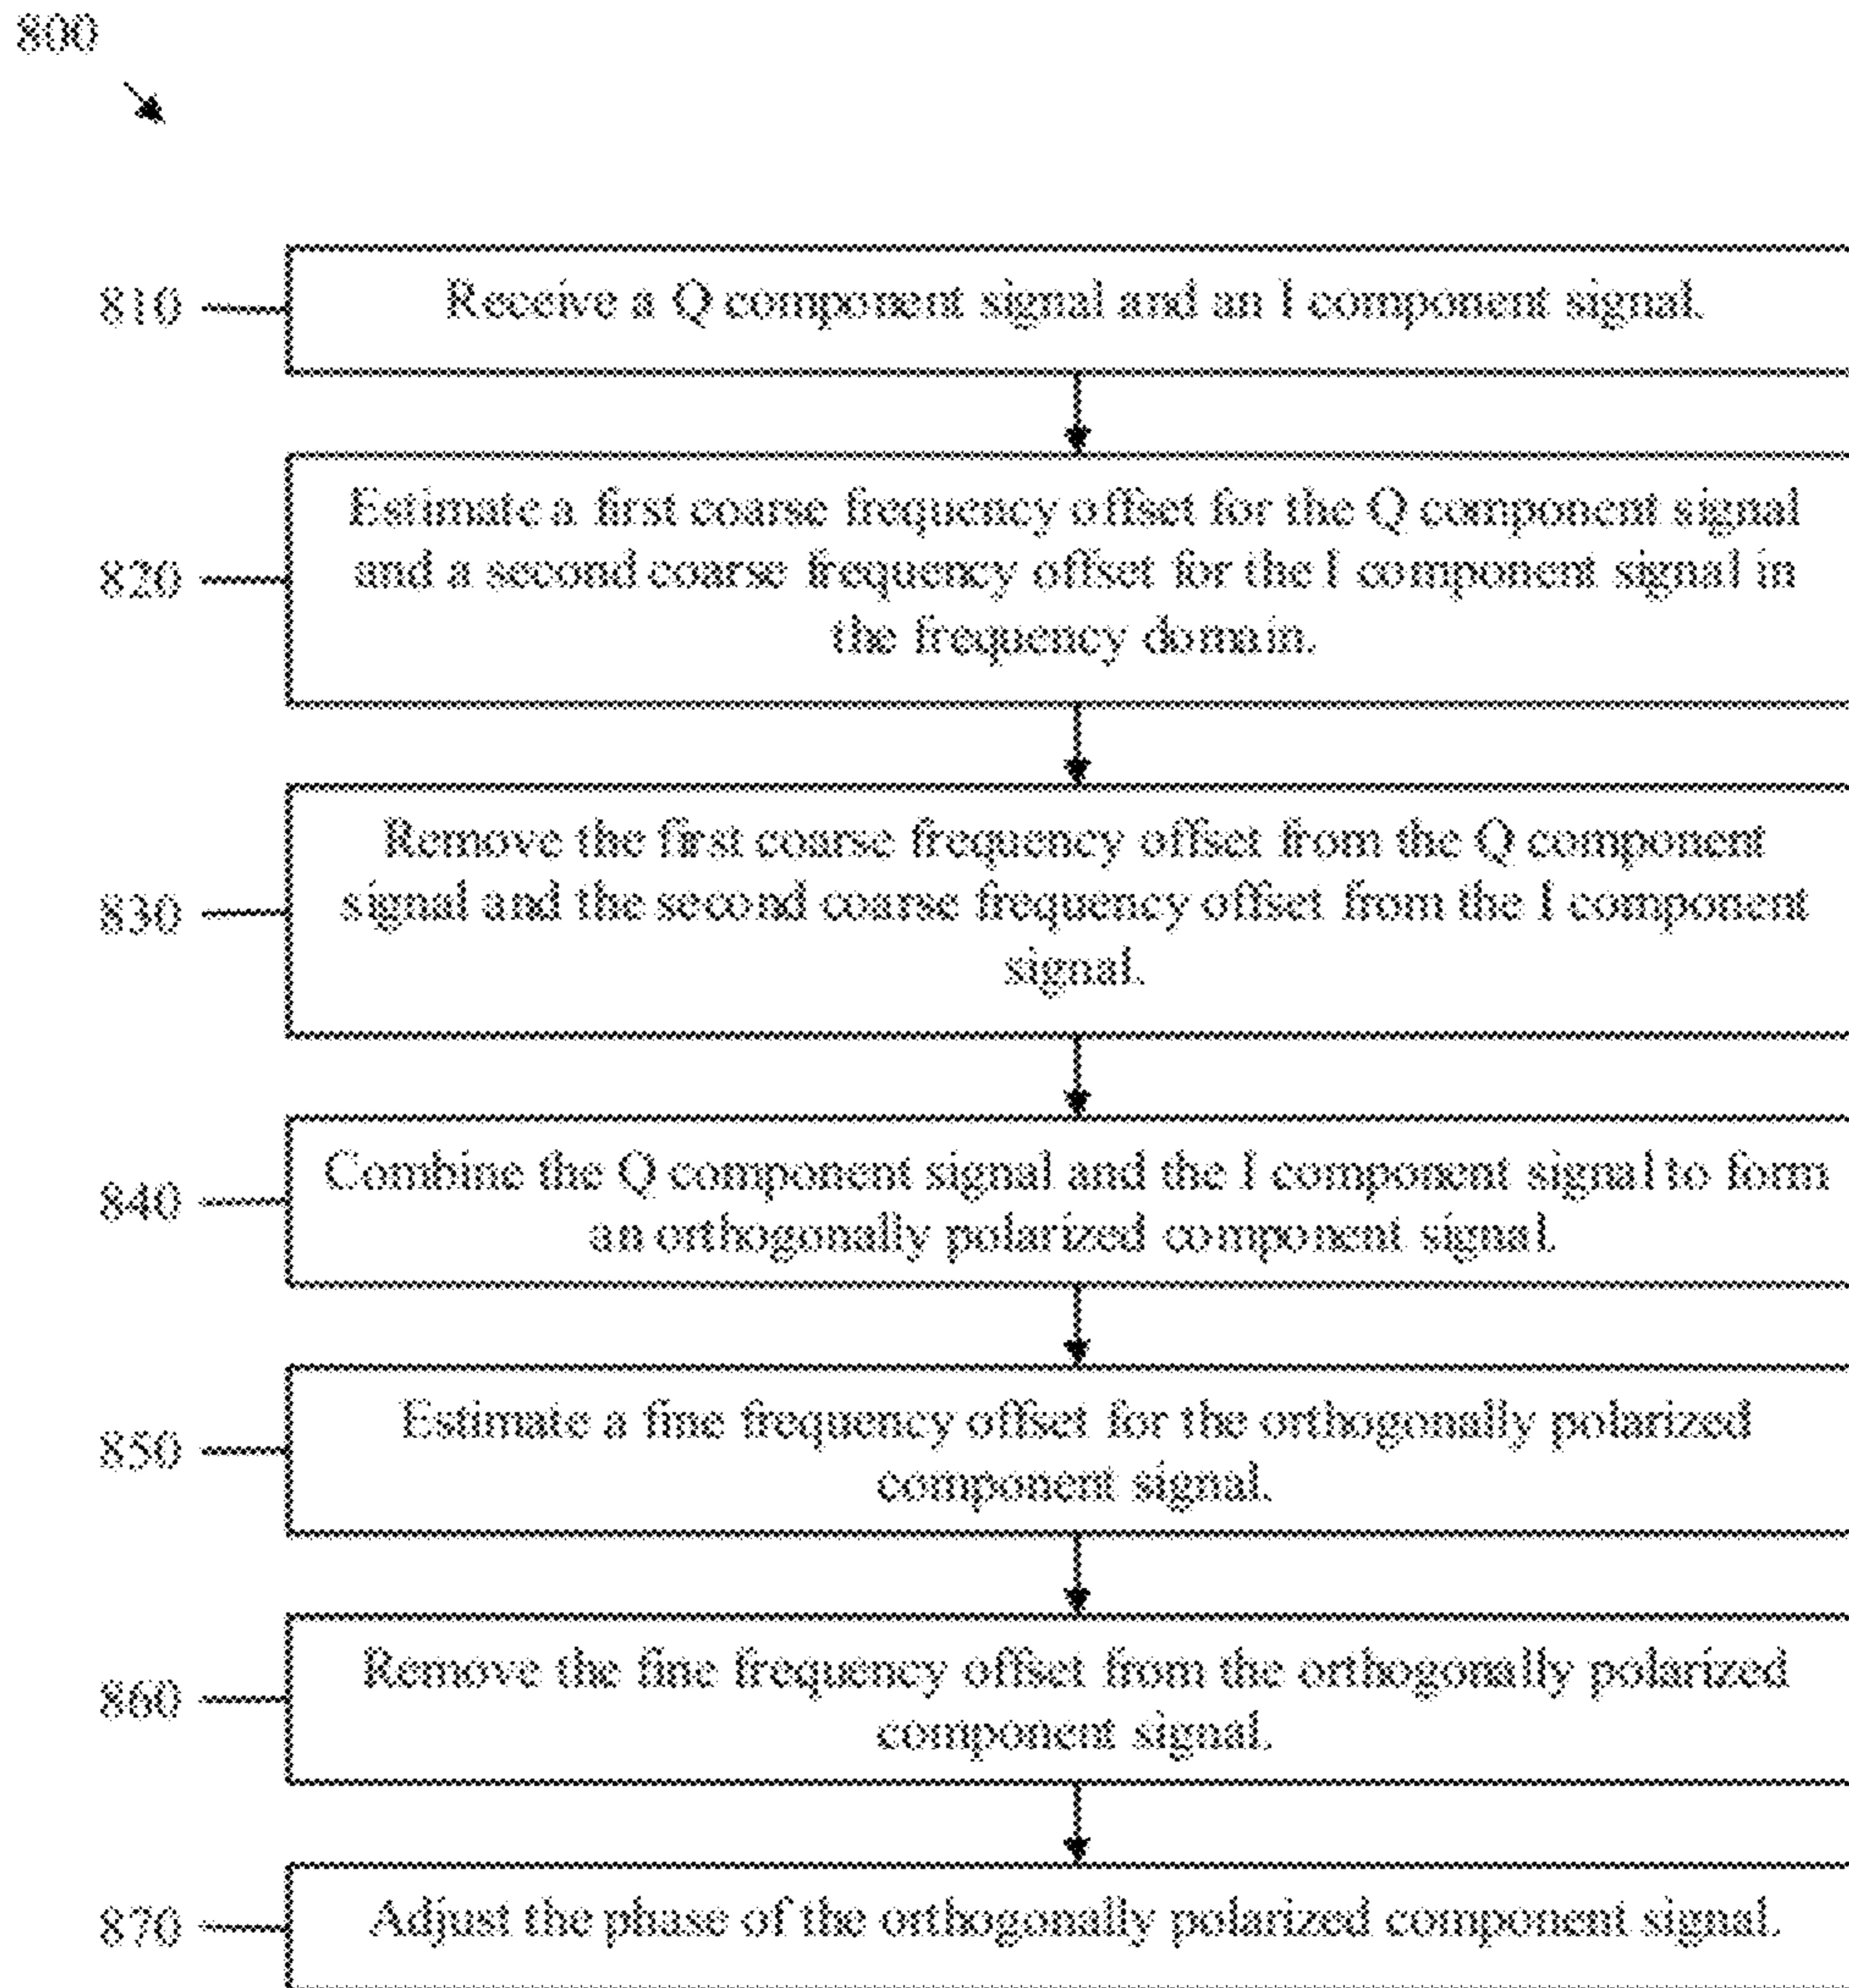 800
810
Receive a Q component signal and an I component signal.
820
Estimate a first coarse frequency offset for the Q component signal
and a second coarse frequency offset for the I component signal in
the frequency domain.
830
Remove the first coarse frequency offset from the Q component
signal and the second coarse frequency offset from the I component
signal.
840
Combine the Q component signal and the I component signal to form
an orthogonally polarized component signal.
850
Estimate a fine frequency offset for the orthogonally polarized
component signal.
860
Remove the fine frequency offset from the orthogonally polarized
component signal.
870
Adjust the phase of the orthogonally polarized component signal.